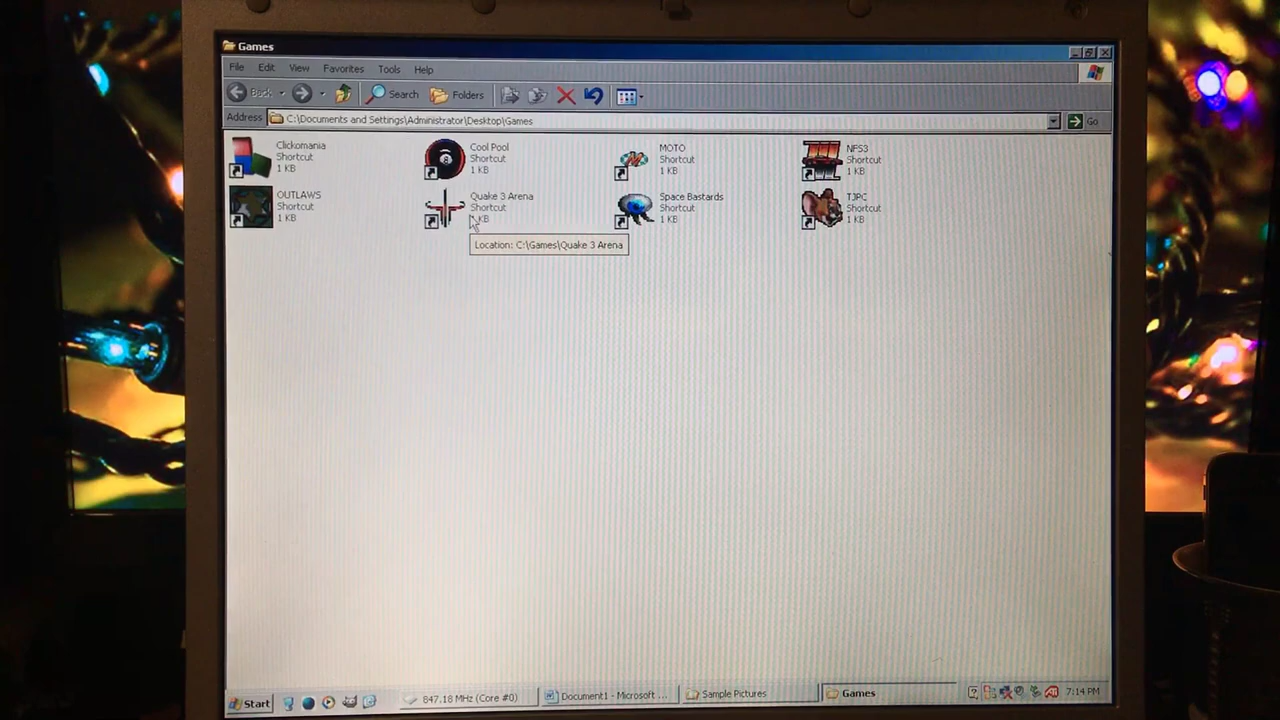 Games
File Edit View Favorites Tools Help
Back Search Folders
Address C:\Documents and Settings\Administrator\Desktop\Games Go
Clickomania
Shortcut
1 KB
Cool Pool
Shortcut
1 KB
MOTO
Shortcut
1 KB
NFS3
Shortcut
1 KB
OUTLAWS
Shortcut
1 KB
Quake 3 Arena
Shortcut
KB
Space Bastards
Shortcut
1 KB
TJPC
Shortcut
1 KB
Location: C:\Games\Quake 3 Arena
Start 847.18 MHz (Core #0) Document1 - Microsoft ... Sample Pictures Games 7:14 PM